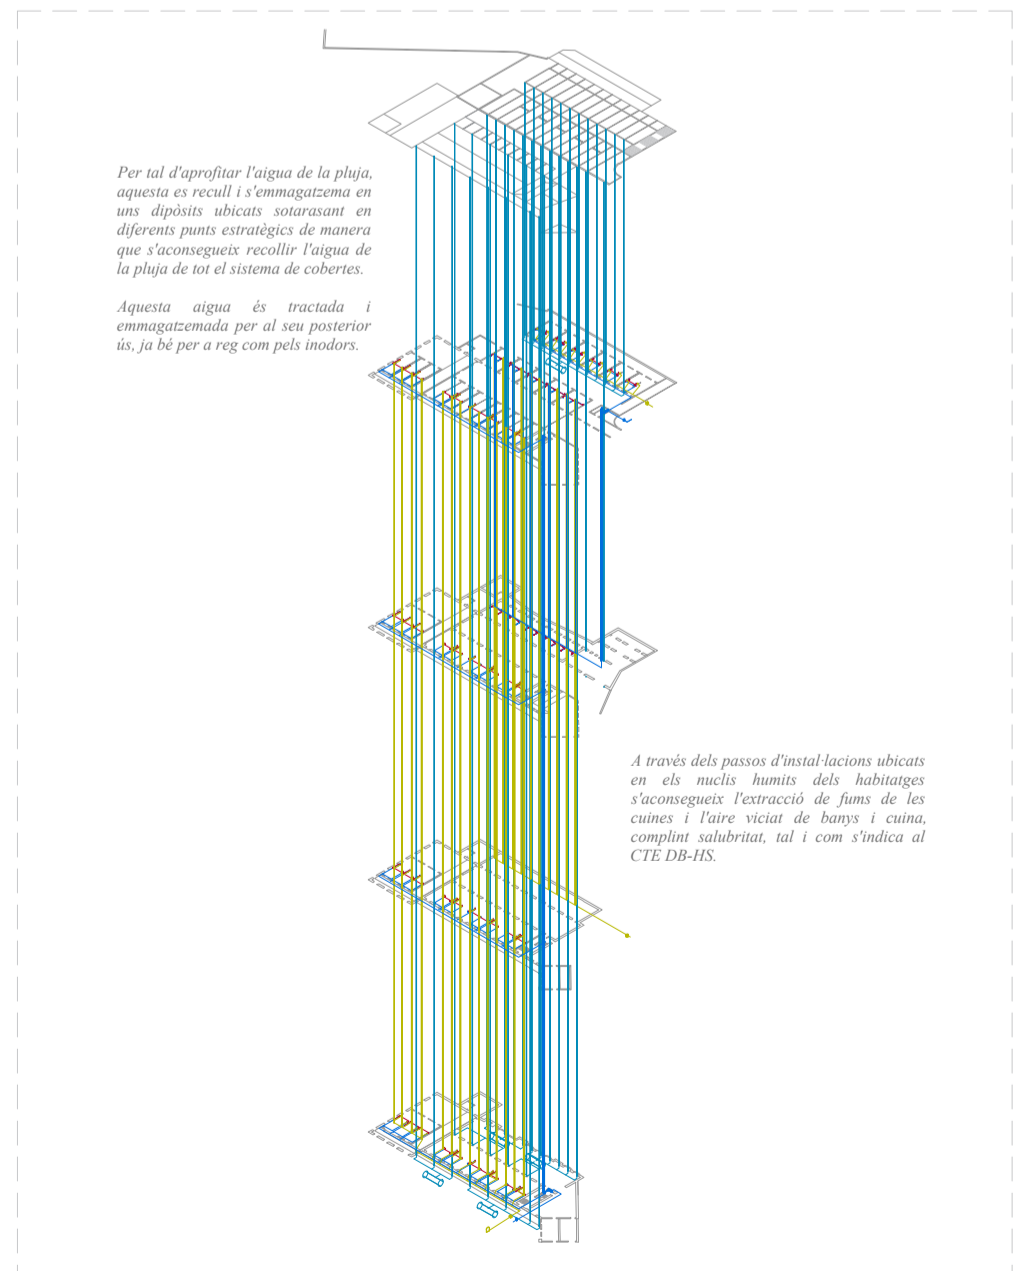 Per tal d'aprofitar l'aigua de la pluja,
aquesta es recull i s'emmagatzema en
uns dipòsits ubicats sotarasant en
diferents punts estratègics de manera
que s'aconsegueix recollir l'aigua de
la pluja de tot el sistema de cobertes.
Aquesta aigua és tractada i
emmagatzemada per al seu posterior
ús, ja bé per a reg com pels inodors.
A través dels passos d'instal·lacions ubicats
en els nuclis humits dels habitatges
s'aconsegueix l'extracció de fums de les
cuines i l'aire viciat de banys i cuina,
complint salubritat, tal i com s'indica al
CTE DB-HS.